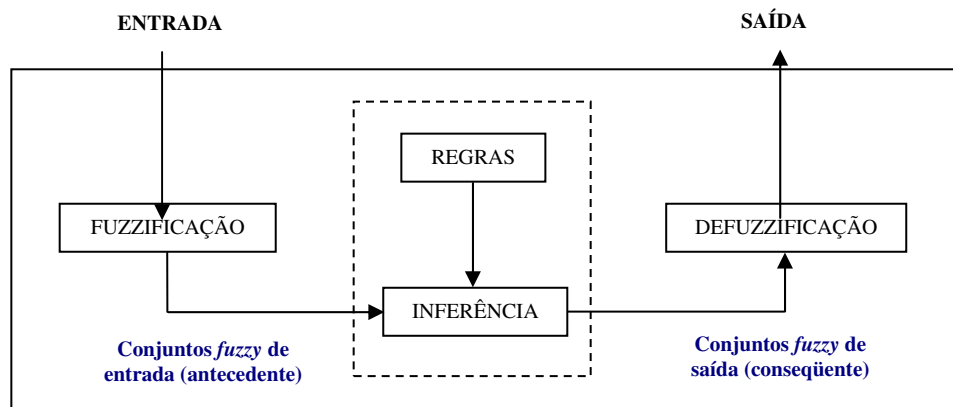 ENTRADA
SAÍDA
REGRAS
FUZZIFICAÇÃO
DEFUZZIFICAÇÃO
INFERÊNCIA
Conjuntos fuzzy de
entrada (antecedente)
Conjuntos fuzzy de
saída (conseqüente)